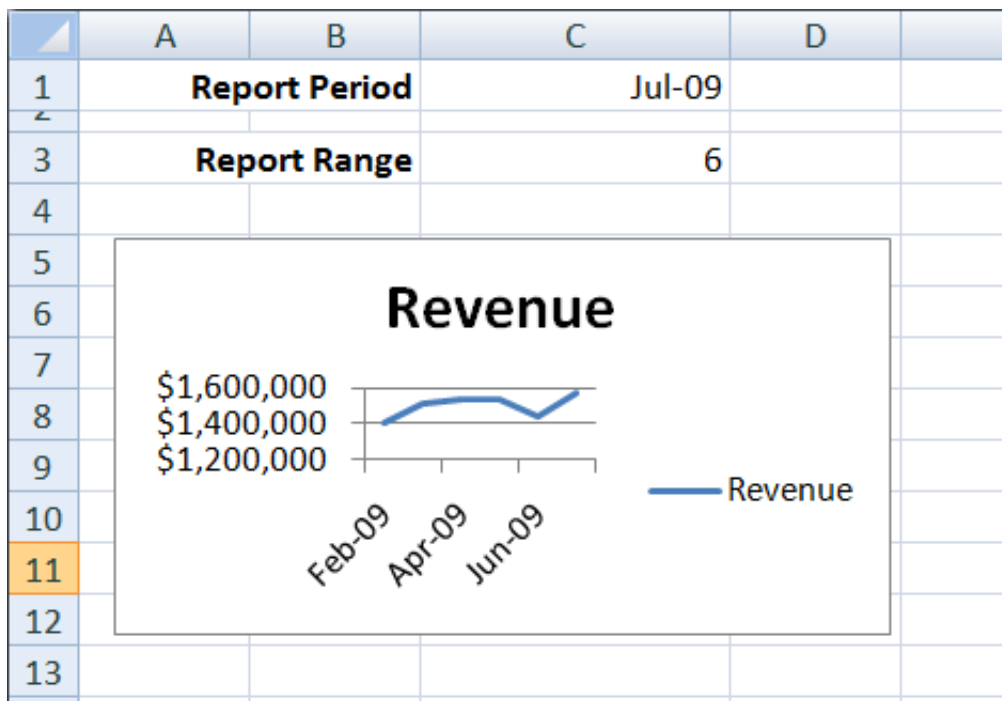 A B C D
1 Report Period Jul-09
2
3 Report Range 6
4
5
6 Revenue
7
$1,600,000
8 $1,400,000
9 $1,200,000
Revenue
10 Feb-09 Apr-09 Jun-09
11
12
13